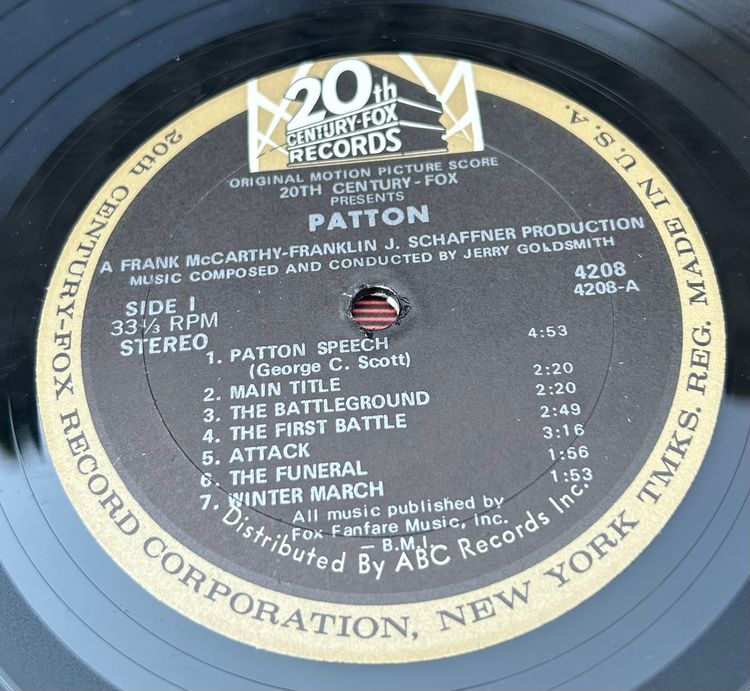 20th
CENTURY-FOX
RECORDS
ORIGINAL MOTION PICTURE SCORE
20TH CENTURY-FOX
PRESENTS
PATTON
A FRANK McCARTHY-FRANKLIN J. SCHAFFNER PRODUCTION
MUSIC COMPOSED AND CONDUCTED BY JERRY GOLDSMITH
SIDE I
33⅓ RPM
STEREO
4208
4208-A
1. PATTON SPEECH 4:53
(George C. Scott)
2. MAIN TITLE 2:20
3. THE BATTLEGROUND 2:20
4. THE FIRST BATTLE 2:49
5. ATTACK 3:16
6. THE FUNERAL 1:56
7. WINTER MARCH 1:53
All music published by
Fox Fanfare Music, Inc.
– B.M.I.
Distributed By ABC Records Inc.
20th CENTURY-FOX RECORD CORPORATION, NEW YORK TMKS. REG. MADE IN U.S.A.